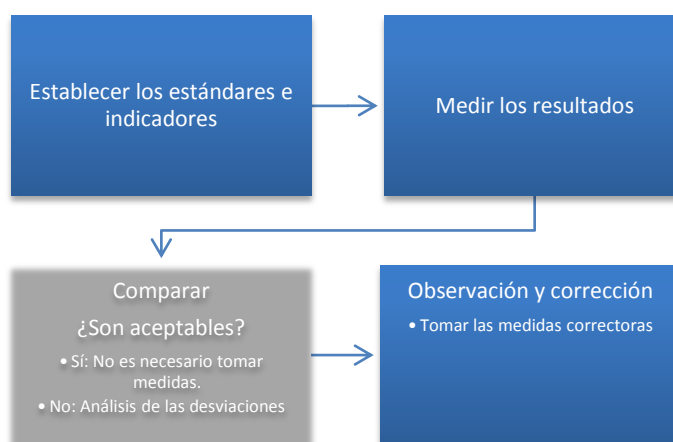 Establecer los estándares e
indicadores
Medir los resultados
Comparar
¿Son aceptables?
• Sí: No es necesario tomar
medidas.
• No: Análisis de las desviaciones
Observación y corrección
• Tomar las medidas correctoras